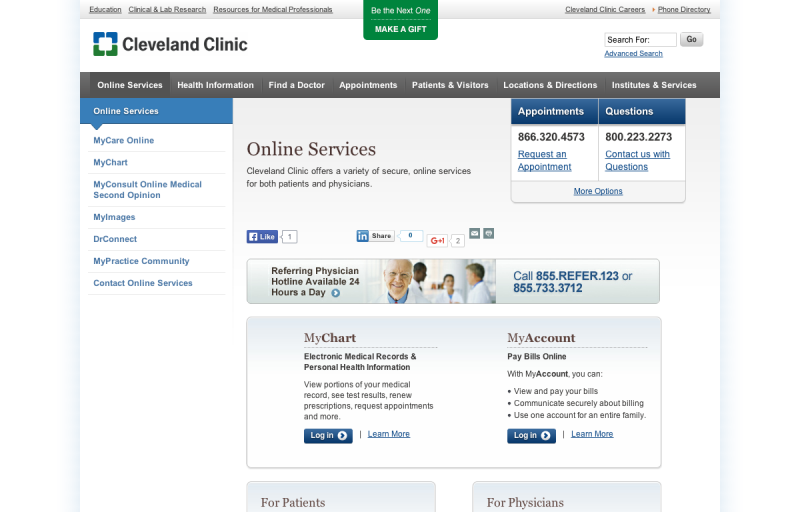 Education Clinical & Lab Research Resources for Medical Professionals
Be the Next One
MAKE A GIFT
Cleveland Clinic Careers Phone Directory
Cleveland Clinic
Search For: Go
Advanced Search
Online Services Health Information Find a Doctor Appointments Patients & Visitors Locations & Directions Institutes & Services
Online Services
MyCare Online
MyChart
MyConsult Online Medical
Second Opinion
MyImages
DrConnect
MyPractice Community
Contact Online Services
Online Services
Cleveland Clinic offers a variety of secure, online services
for both patients and physicians.
Appointments
866.320.4573
Request an
Appointment
Questions
800.223.2273
Contact us with
Questions
More Options
Like 1
in Share 0
G+1 2
Referring Physician
Hotline Available 24
Hours a Day
Call 855.REFER.123 or
855.733.3712
MyChart
Electronic Medical Records &
Personal Health Information
View portions of your medical
record, see test results, renew
prescriptions, request appointments
and more.
Log in | Learn More
MyAccount
Pay Bills Online
With MyAccount, you can:
• View and pay your bills
• Communicate securely about billing
• Use one account for an entire family.
Log in | Learn More
For Patients
For Physicians